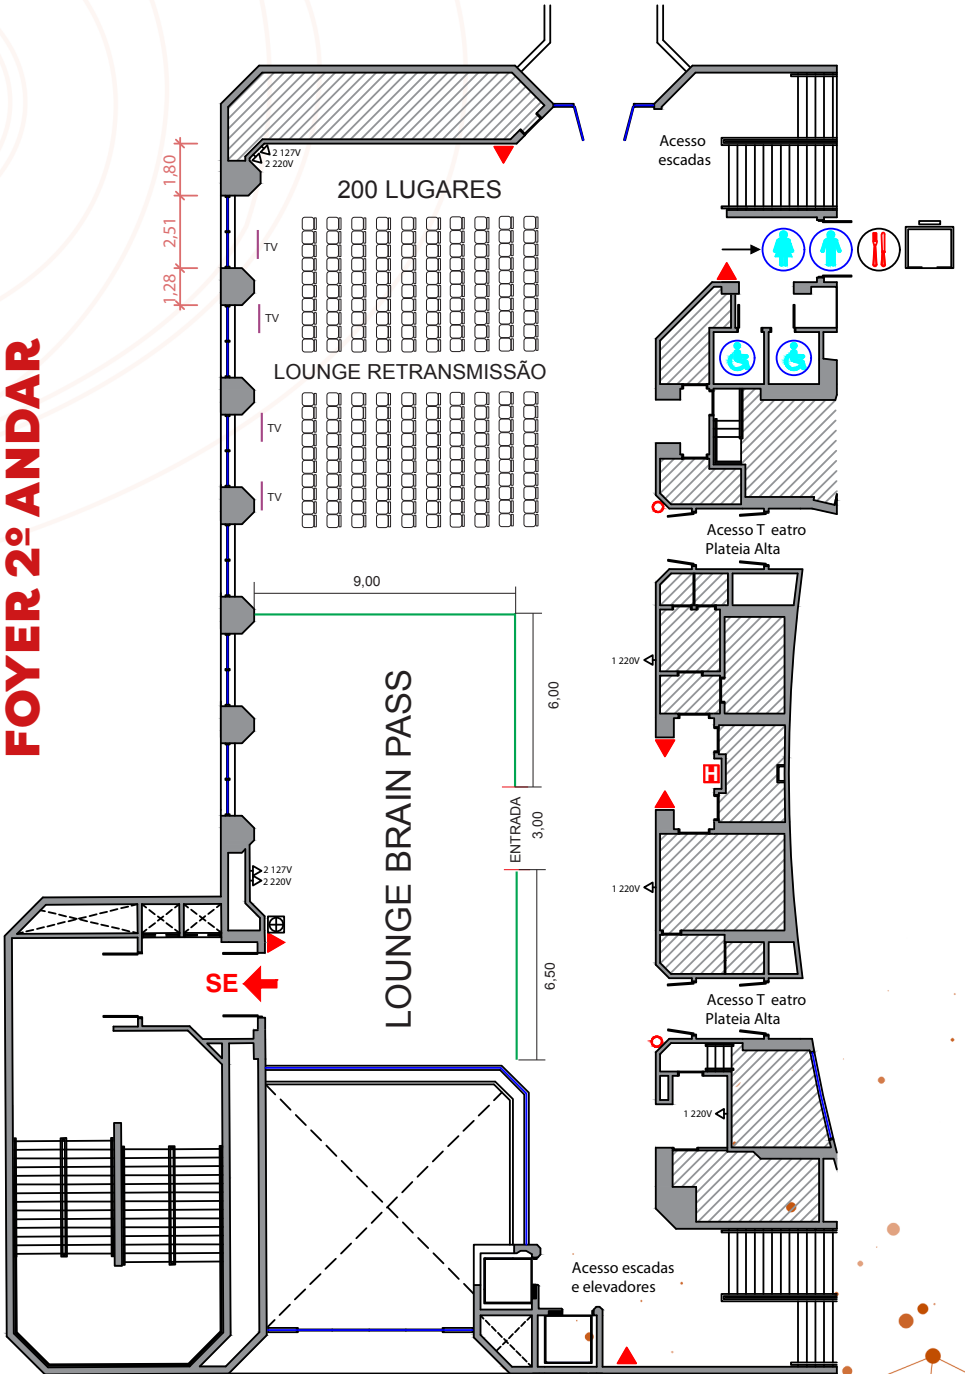 FOYER 2º ANDAR
1,80
2,51
1,28
2 127V
2 220V
200 LUGARES
TV
TV
LOUNGE RETRANSMISSÃO
TV
TV
Acesso
escadas
Acesso T eatro
Plateia Alta
9,00
6,00
LOUNGE BRAIN PASS
ENTRADA
3,00
6,50
1 220V
H
1 220V
2 127V
2 220V
SE
Acesso T eatro
Plateia Alta
1 220V
Acesso escadas
e elevadores